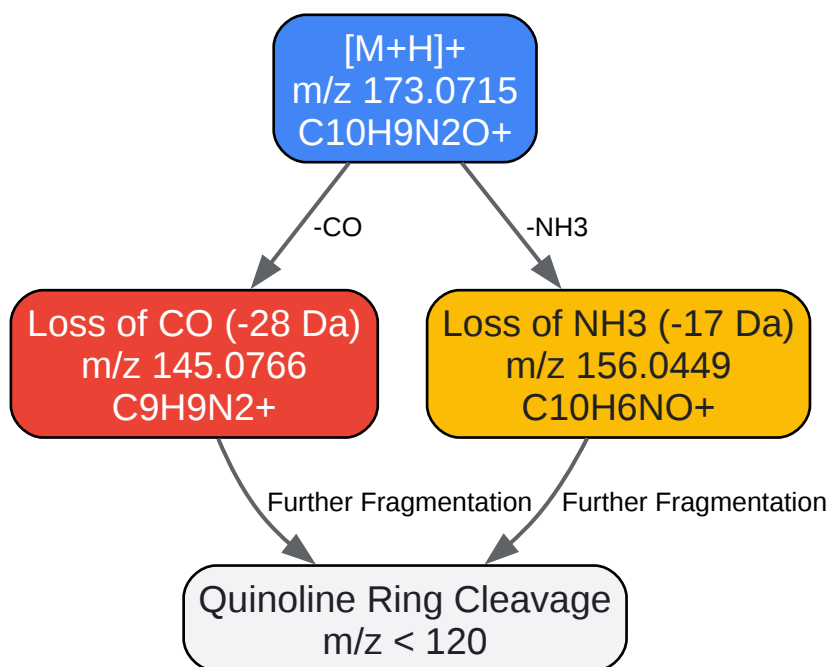 [M+H]+
m/z 173.0715
C10H9N2O+
-CO
-NH3
Loss of CO (-28 Da)
m/z 145.0766
C9H9N2+
Loss of NH3 (-17 Da)
m/z 156.0449
C10H6NO+
Further Fragmentation
Further Fragmentation
Quinoline Ring Cleavage
m/z < 120